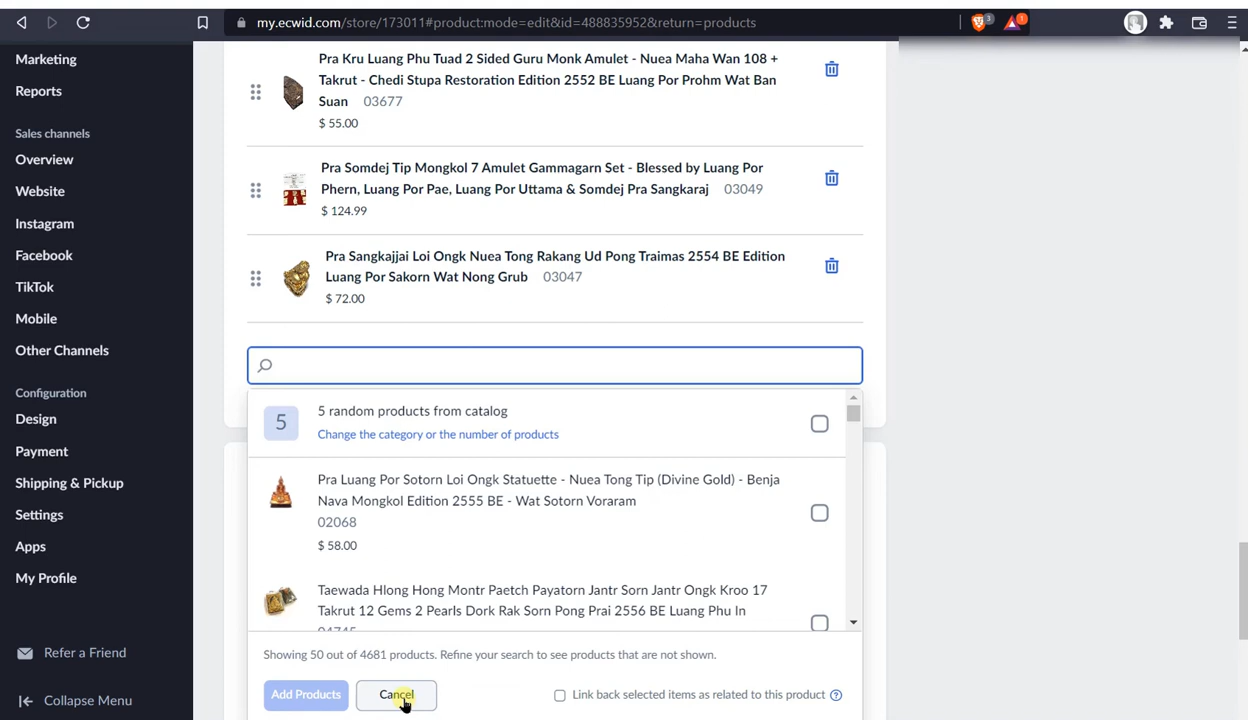 my.ecwid.com/store/173011#product:mode=edit&id=488835952&return=products
3
1
Marketing
Reports
Sales channels
Overview
Website
Instagram
Facebook
TikTok
Mobile
Other Channels
Configuration
Design
Payment
Shipping & Pickup
Settings
Apps
My Profile
Refer a Friend
Collapse Menu
Pra Kru Luang Phu Tuad 2 Sided Guru Monk Amulet - Nuea Maha Wan 108 +
Takrut - Chedi Stupa Restoration Edition 2552 BE Luang Por Prohm Wat Ban
Suan 03677
$ 55.00
Pra Somdej Tip Mongkol 7 Amulet Gammagarn Set - Blessed by Luang Por
Phern, Luang Por Pae, Luang Por Uttama & Somdej Pra Sangkaraj 03049
$ 124.99
Pra Sangkajjai Loi Ongk Nuea Tong Rakang Ud Pong Traimas 2554 BE Edition
Luang Por Sakorn Wat Nong Grub 03047
$ 72.00
5
5 random products from catalog
Change the category or the number of products
Pra Luang Por Sotorn Loi Ongk Statuette - Nuea Tong Tip (Divine Gold) - Benja
Nava Mongkol Edition 2555 BE - Wat Sotorn Voraram
02068
$ 58.00
Taewada Hlong Hong Montr Paetch Payatorn Jantr Sorn Jantr Ongk Kroo 17
Takrut 12 Gems 2 Pearls Dork Rak Sorn Pong Prai 2556 BE Luang Phu In
04745
Showing 50 out of 4681 products. Refine your search to see products that are not shown.
Add Products
Cancel
Link back selected items as related to this product